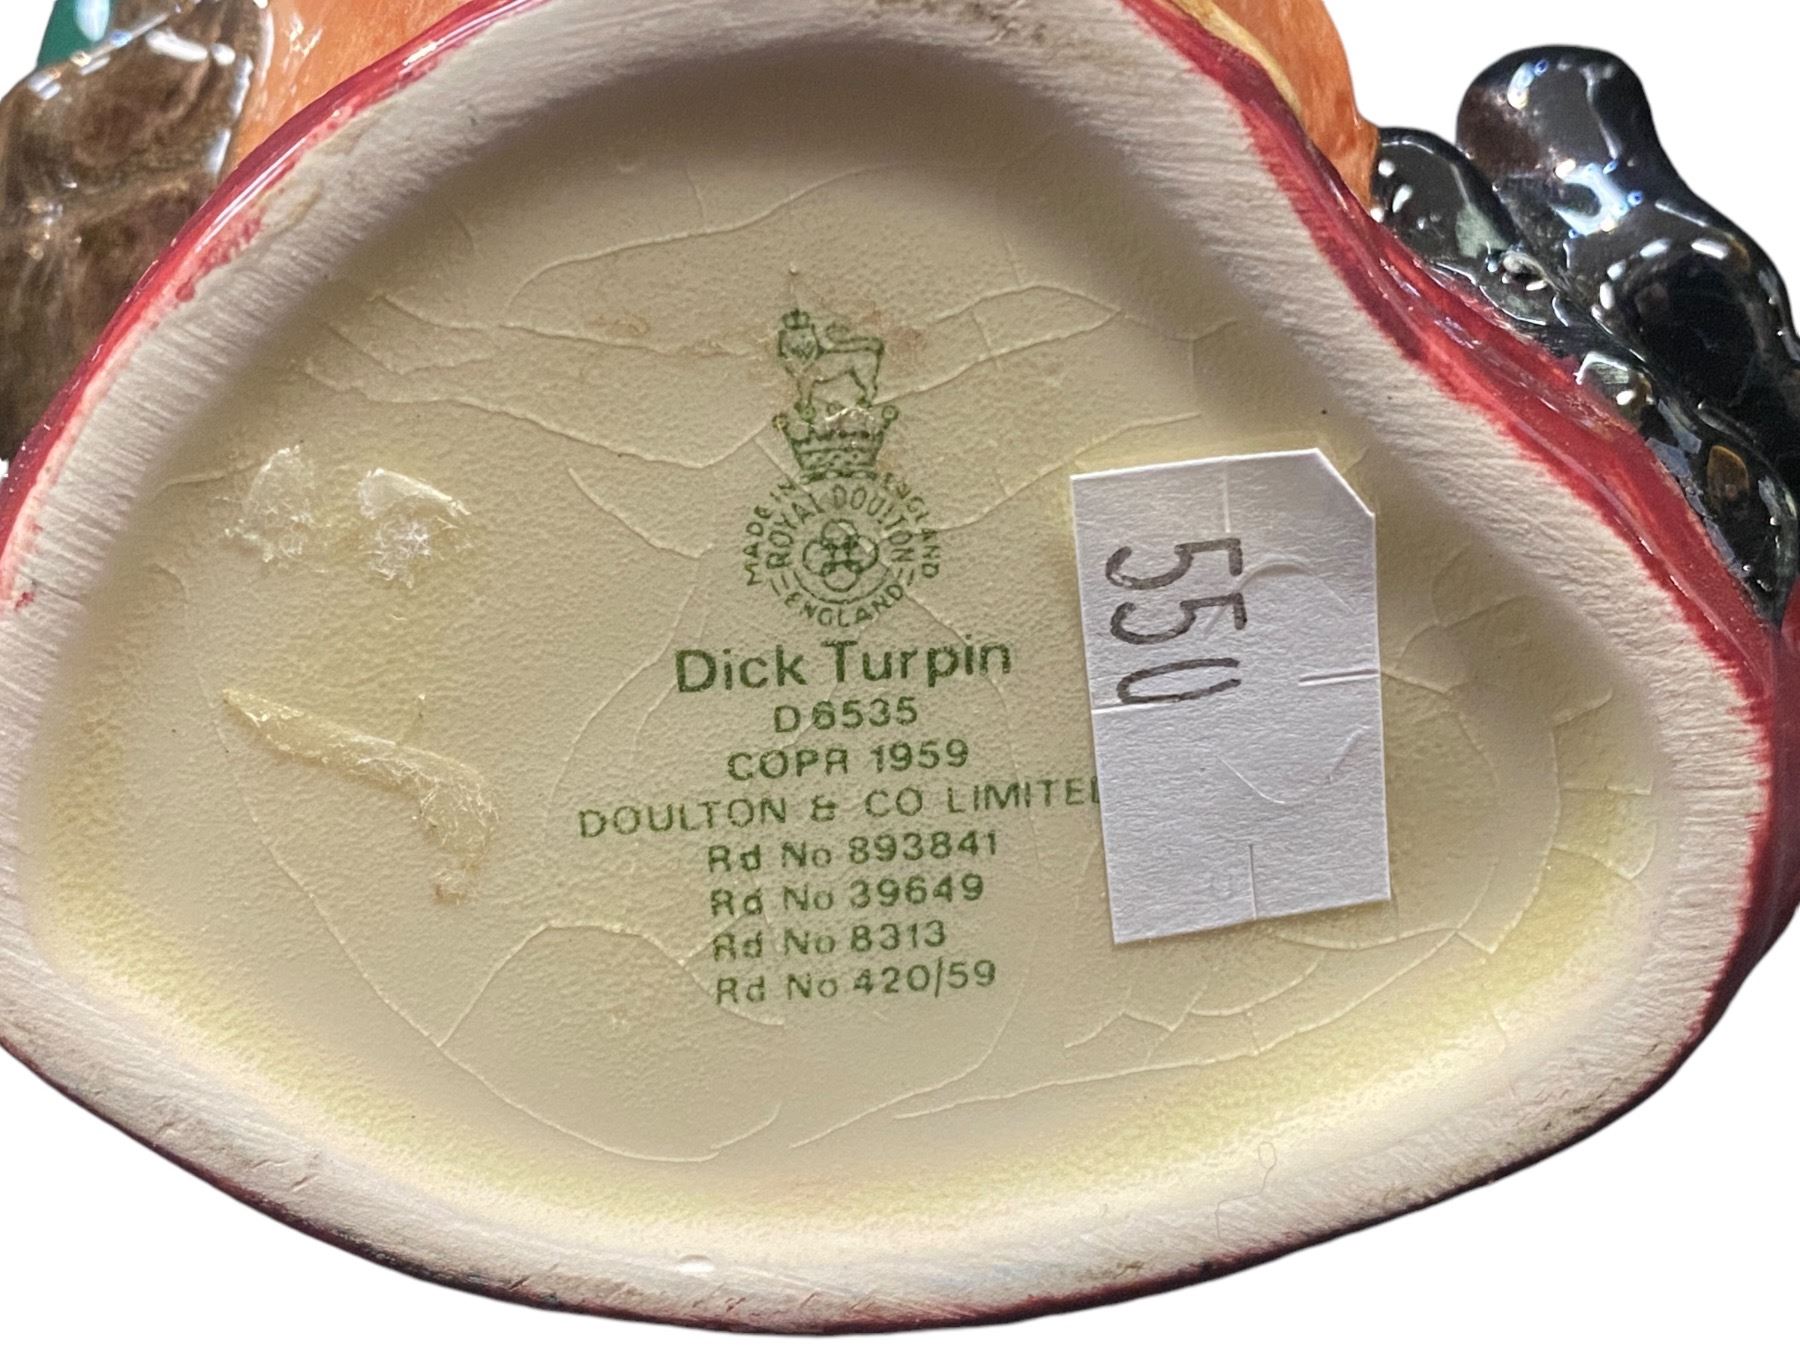 MADE IN ENGLAND
ROYAL DOULTON
ENGLAND
Dick Turpin
D6535
COPR 1959
DOULTON & CO LIMITED
Rd No 893841
Rd No 39649
Rd No 8313
Rd No 420/59
550